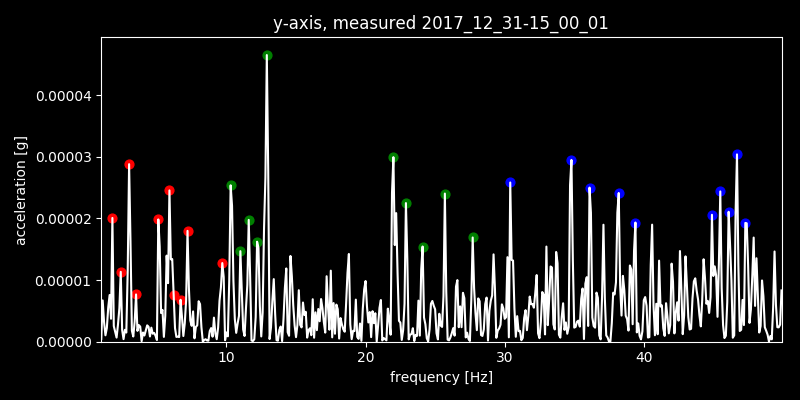 y-axis, measured 2017_12_31-15_00_01
acceleration [g]
0.00004
0.00003
0.00002
0.00001
0.00000
10 20 30 40
frequency [Hz]